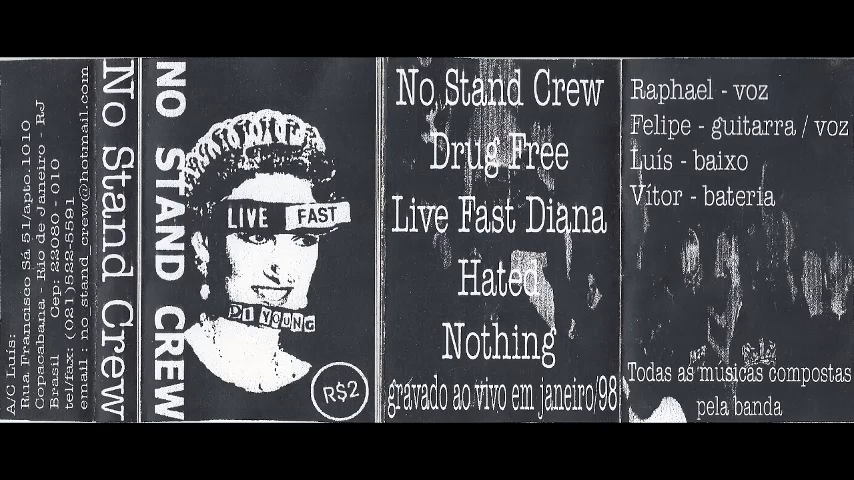 A/C Luís:
Rua Francisco Sá 51/apto.1010
Copacabana - Rio de Janeiro - RJ
Brasil Cep: 22080 - 010
tel/fax: (021)522-5591
email: no_stand_crew@hotmail.com
No Stand Crew
NO STAND CREW
LIVE FAST
DI YOUNG
R$2
No Stand Crew
Drug Free
Live Fast Diana
Hated
Nothing
gravado ao vivo em janeiro/98
Raphael - voz
Felipe - guitarra / voz
Luís - baixo
Vítor - bateria
Todas as músicas compostas
pela banda